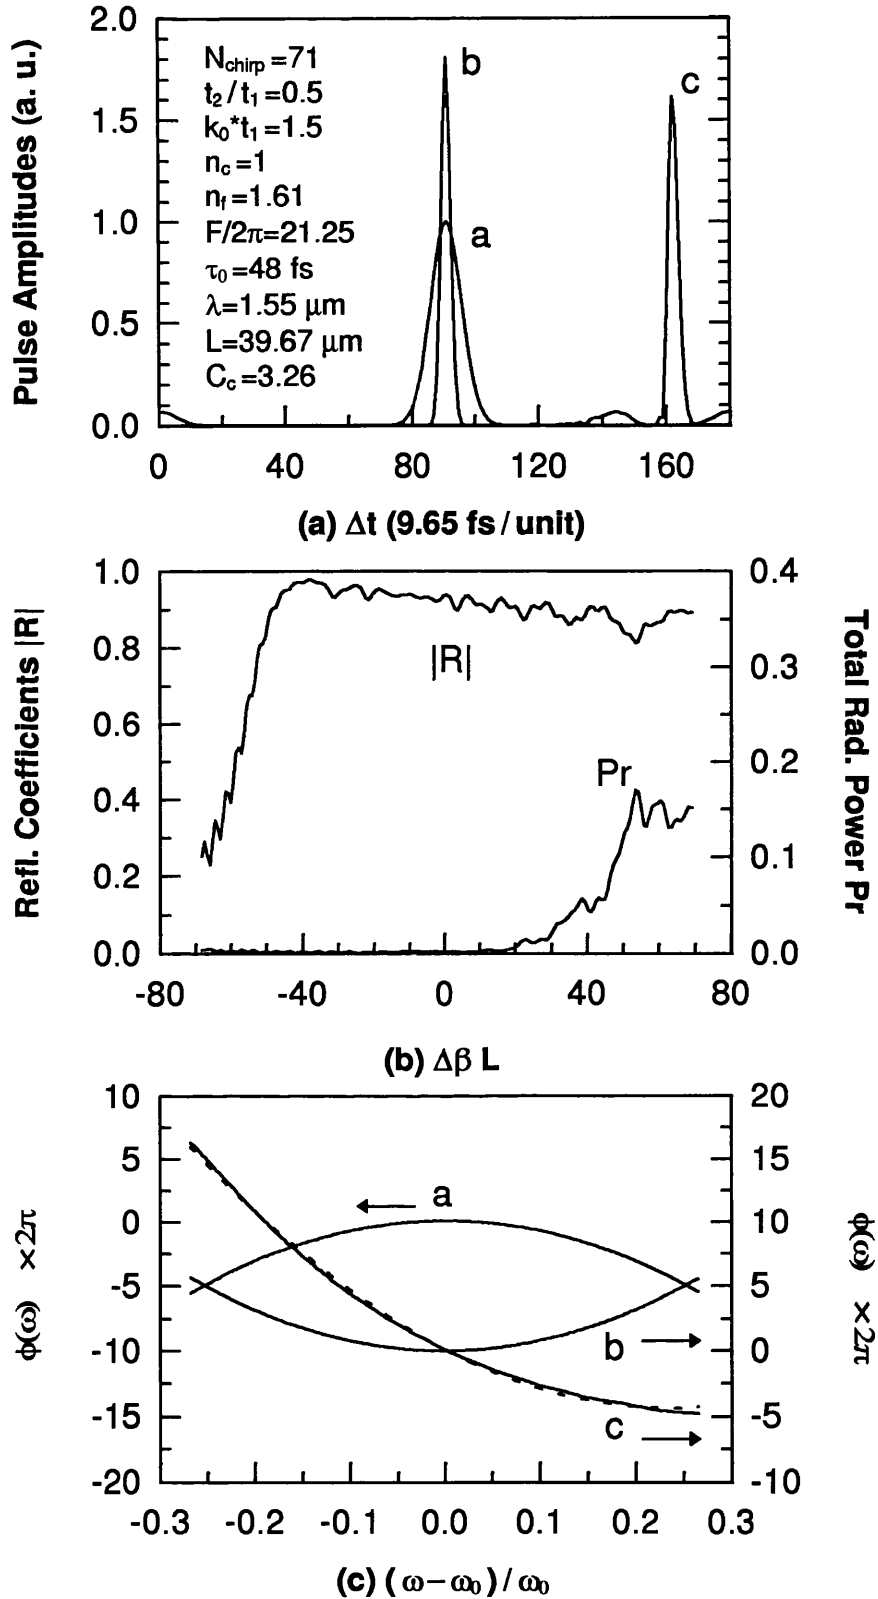 Pulse Amplitudes (a. u.)
2.0
1.5
1.0
0.5
0.0
N_chirp =71
t₂/t₁=0.5
k₀*t₁=1.5
n_c=1
n_f=1.61
F/2π=21.25
τ₀=48 fs
λ=1.55 μm
L=39.67 μm
C_c=3.26
b
a
c
0 40 80 120 160
(a) Δt (9.65 fs/unit)
Refl. Coefficients |R|
1.0
0.8
0.6
0.4
0.2
0.0
|R|
Pr
0.4
0.3
0.2
0.1
0.0
Total Rad. Power Pr
-80 -40 0 40 80
(b) Δβ L
ϕ(ω) ×2π
10
5
0
-5
-10
-15
-20
a
b
c
20
15
10
5
0
-5
-10
ϕ(ω) ×2π
-0.3 -0.2 -0.1 0.0 0.1 0.2 0.3
(c) (ω−ω₀)/ω₀